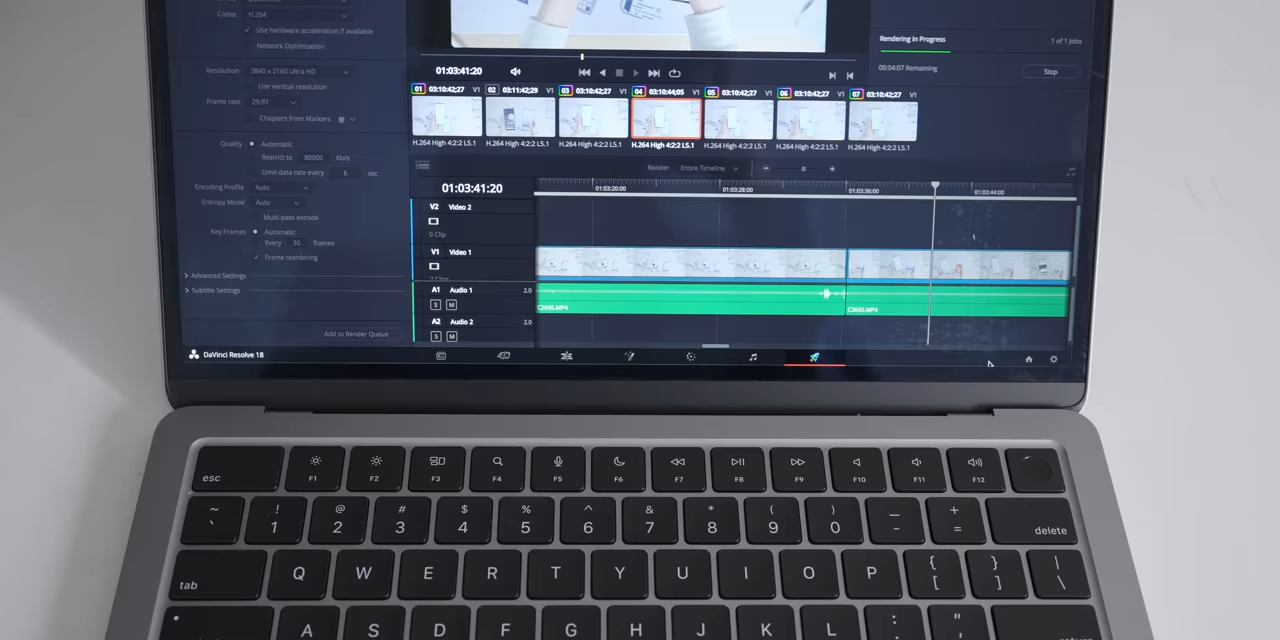 Codec H.264
Use hardware acceleration if available
Network Optimization
Resolution 3840 x 2160 Ultra HD
Use vertical resolution
Frame rate 29.97
Chapters from Markers
Quality Automatic
Restrict to 80000 Kb/s
Limit data rate every 6 sec
Encoding Profile Auto
Entropy Mode Auto
Multi-pass encode
Key Frames Automatic
Every 30 frames
Frame reordering
Advanced Settings
Subtitle Settings
Add to Render Queue
Rendering in Progress 1 of 1 Jobs
00:04:07 Remaining Stop
01:03:41:20
01 03:10:42;27 V1 02 03:11:42;29 V1 03 03:10:42;27 V1 04 03:10:44;05 V1 05 03:10:42;27 V1 06 03:10:42;27 V1 07 03:10:42;27 V1
H.264 High 4:2:2 L5.1 H.264 High 4:2:2 L5.1 H.264 High 4:2:2 L5.1 H.264 High 4:2:2 L5.1 H.264 High 4:2:2 L5.1 H.264 High 4:2:2 L5.1 H.264 High 4:2:2 L5.1
Render Entire Timeline
01:03:41:20 01:03:20:00 01:03:28:00 01:03:36:00 01:03:44:00
V2 Video 2
0 Clip
V1 Video 1
A1 Audio 1 2.0
S M
C2665.MP4 C2665.MP4
A2 Audio 2 2.0
S M
DaVinci Resolve 18
esc F1 F2 F3 F4 F5 F6 F7 F8 F9 F10 F11 F12
~ ! @ # $ % ^ & * ( ) — +
` 1 2 3 4 5 6 7 8 9 0 - = delete
tab Q W E R T Y U I O P { [ } ] | \
A S D F G H J K L : ; "